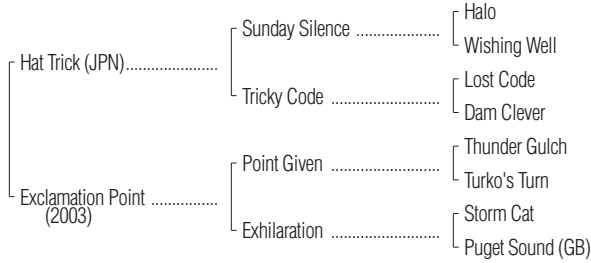 Halo
Sunday Silence ....................
Wishing Well
Hat Trick (JPN).......................
Lost Code
Tricky Code ..........................
Dam Clever
Thunder Gulch
Point Given ..........................
Turko's Turn
Exclamation Point ................
(2003)
Storm Cat
Exhilaration ..........................
Puget Sound (GB)